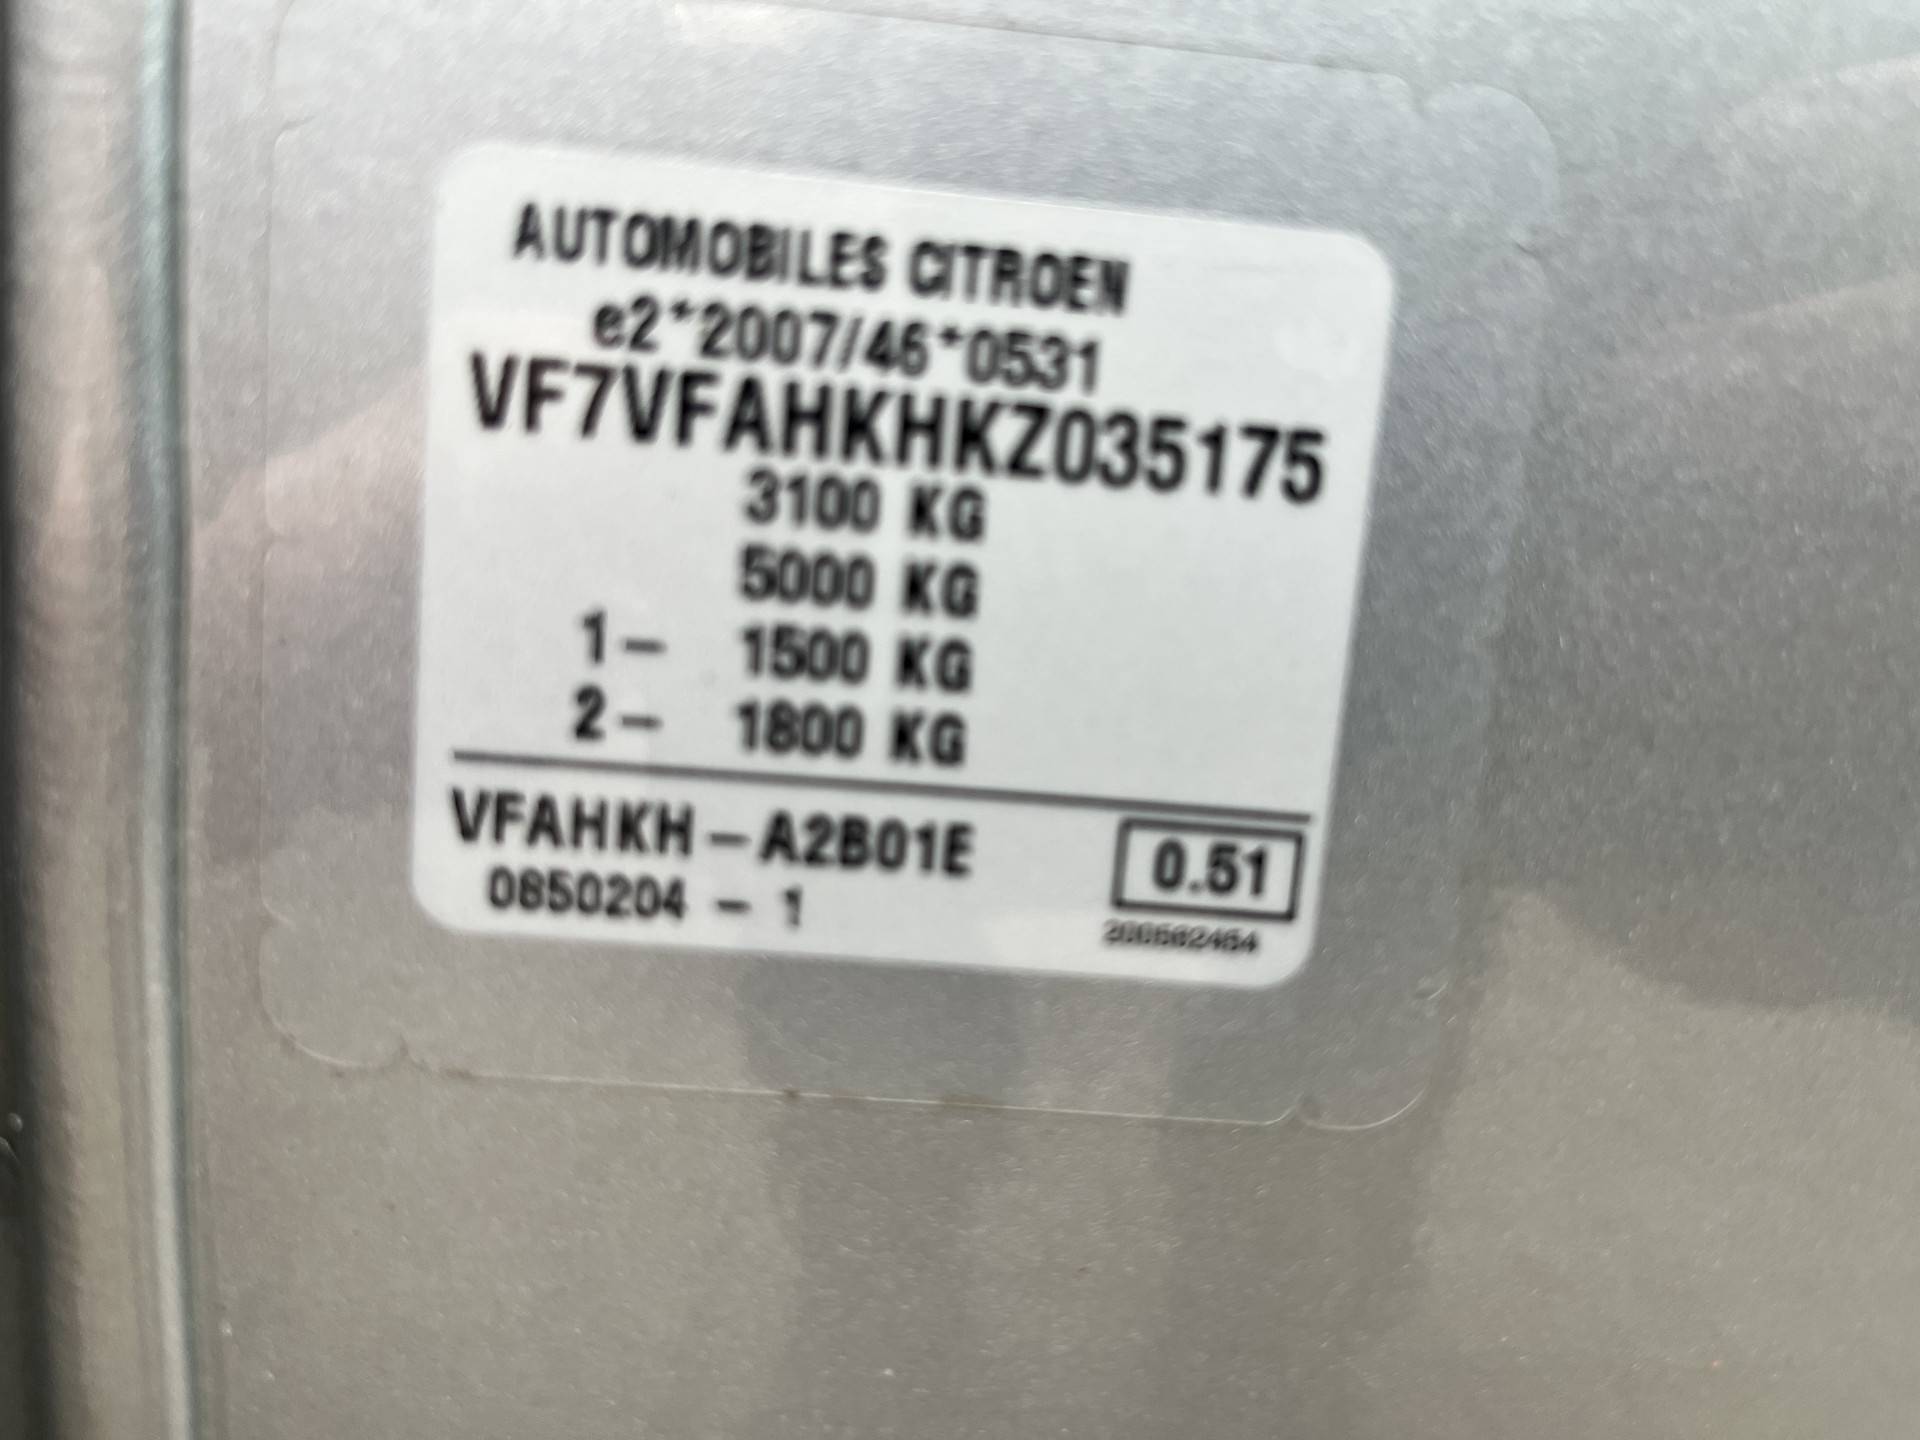 AUTOMOBILES CITROEN
e2*2007/46*0531
VF7VFAHKHKZ035175
3100 KG
5000 KG
1- 1500 KG
2- 1800 KG
VFAHKH-A2B01E
0.51
0850204 - 1